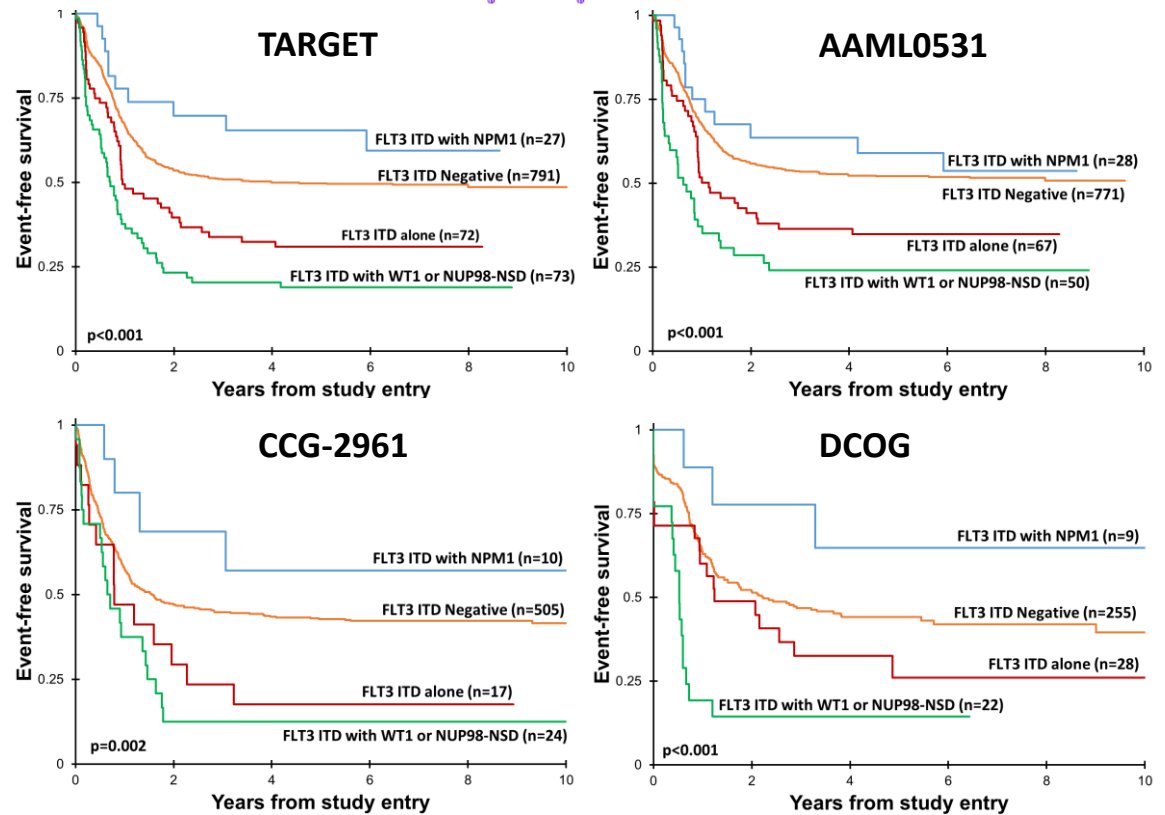 TARGET
Event-free survival
1
0.75
0.5
0.25
0
FLT3 ITD with NPM1 (n=27)
FLT3 ITD Negative (n=791)
FLT3 ITD alone (n=72)
FLT3 ITD with WT1 or NUP98-NSD (n=73)
p<0.001
0 2 4 6 8 10
Years from study entry
AAML0531
Event-free survival
1
0.75
0.5
0.25
0
FLT3 ITD with NPM1 (n=28)
FLT3 ITD Negative (n=771)
FLT3 ITD alone (n=67)
FLT3 ITD with WT1 or NUP98-NSD (n=50)
p<0.001
0 2 4 6 8 10
Years from study entry
CCG-2961
Event-free survival
1
0.75
0.5
0.25
0
FLT3 ITD with NPM1 (n=10)
FLT3 ITD Negative (n=505)
FLT3 ITD alone (n=17)
FLT3 ITD with WT1 or NUP98-NSD (n=24)
p=0.002
0 2 4 6 8 10
Years from study entry
DCOG
Event-free survival
1
0.75
0.5
0.25
0
FLT3 ITD with NPM1 (n=9)
FLT3 ITD Negative (n=255)
FLT3 ITD alone (n=28)
FLT3 ITD with WT1 or NUP98-NSD (n=22)
p<0.001
0 2 4 6 8 10
Years from study entry